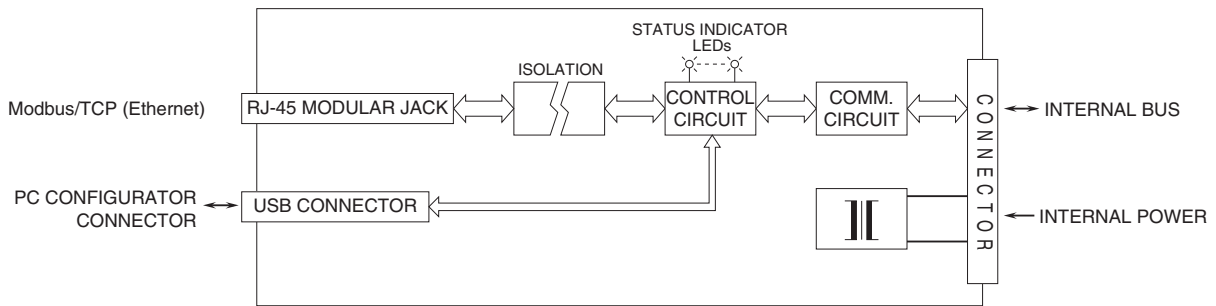 STATUS INDICATOR
LEDs
ISOLATION
Modbus/TCP (Ethernet)
RJ-45 MODULAR JACK
CONTROL
CIRCUIT
COMM.
CIRCUIT
CONNECTOR
INTERNAL BUS
PC CONFIGURATOR
CONNECTOR
USB CONNECTOR
INTERNAL POWER